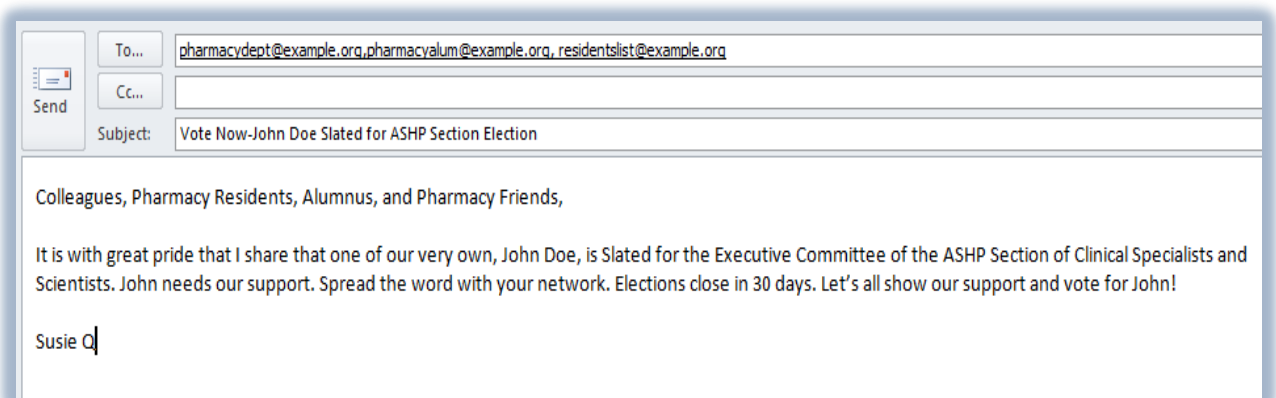 To...
pharmacydept@example.org,pharmacyalum@example.org, residentslist@example.org
Send
Cc...
Subject:
Vote Now-John Doe Slated for ASHP Section Election
Colleagues, Pharmacy Residents, Alumnus, and Pharmacy Friends,
It is with great pride that I share that one of our very own, John Doe, is Slated for the Executive Committee of the ASHP Section of Clinical Specialists and
Scientists. John needs our support. Spread the word with your network. Elections close in 30 days. Let's all show our support and vote for John!
Susie Q